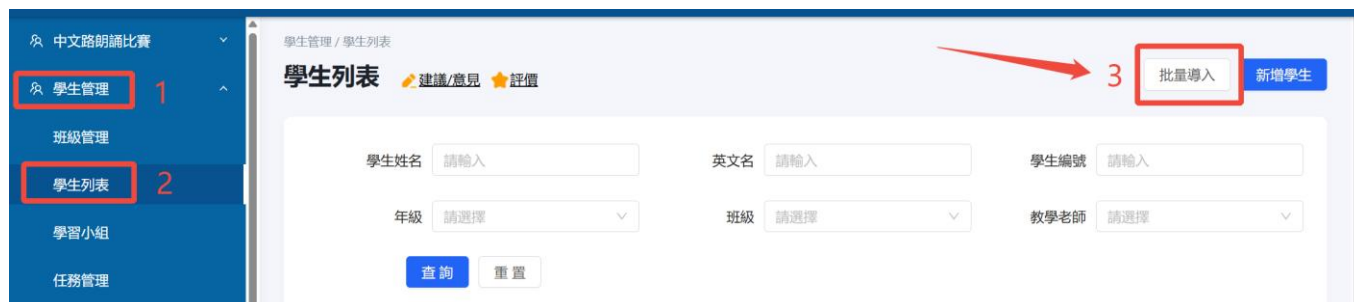 中文路朗誦比賽
學生管理 1
班級管理
學生列表 2
學習小組
任務管理
學生管理 / 學生列表
學生列表 建議/意見 評價
3 批量導入 新增學生
學生姓名 請輸入 英文名 請輸入 學生編號 請輸入
年級 請選擇 班級 請選擇 教學老師 請選擇
查詢 重置